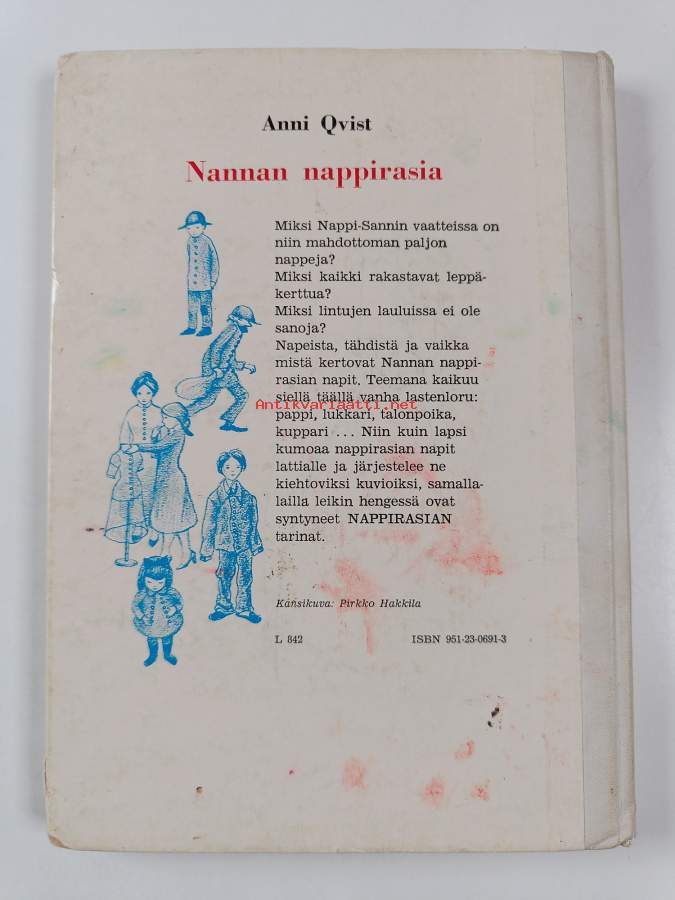 Anni Qvist
Nannan nappirasia
Miksi Nappi-Sannin vaatteissa on
niin mahdottoman paljon
nappeja?
Miksi kaikki rakastavat leppä-
kerttua?
Miksi lintujen lauluissa ei ole
sanoja?
Napeista, tähdistä ja vaikka
mistä kertovat Nannan nappi-
rasian napit. Teemana kaikuu
siellä täällä vanha lastenloru:
Antikvariaatti.net
pappi, lukkari, talonpoika,
kuppari ... Niin kuin lapsi
kumoaa nappirasian napit
lattialle ja järjestelee ne
kiehtoviksi kuvioiksi, samalla-
lailla leikin hengessä ovat
syntyneet NAPPIRASIAN
tarinat.
Kansikuva: Pirkko Hakkila
L 842 ISBN 951-23-0691-3